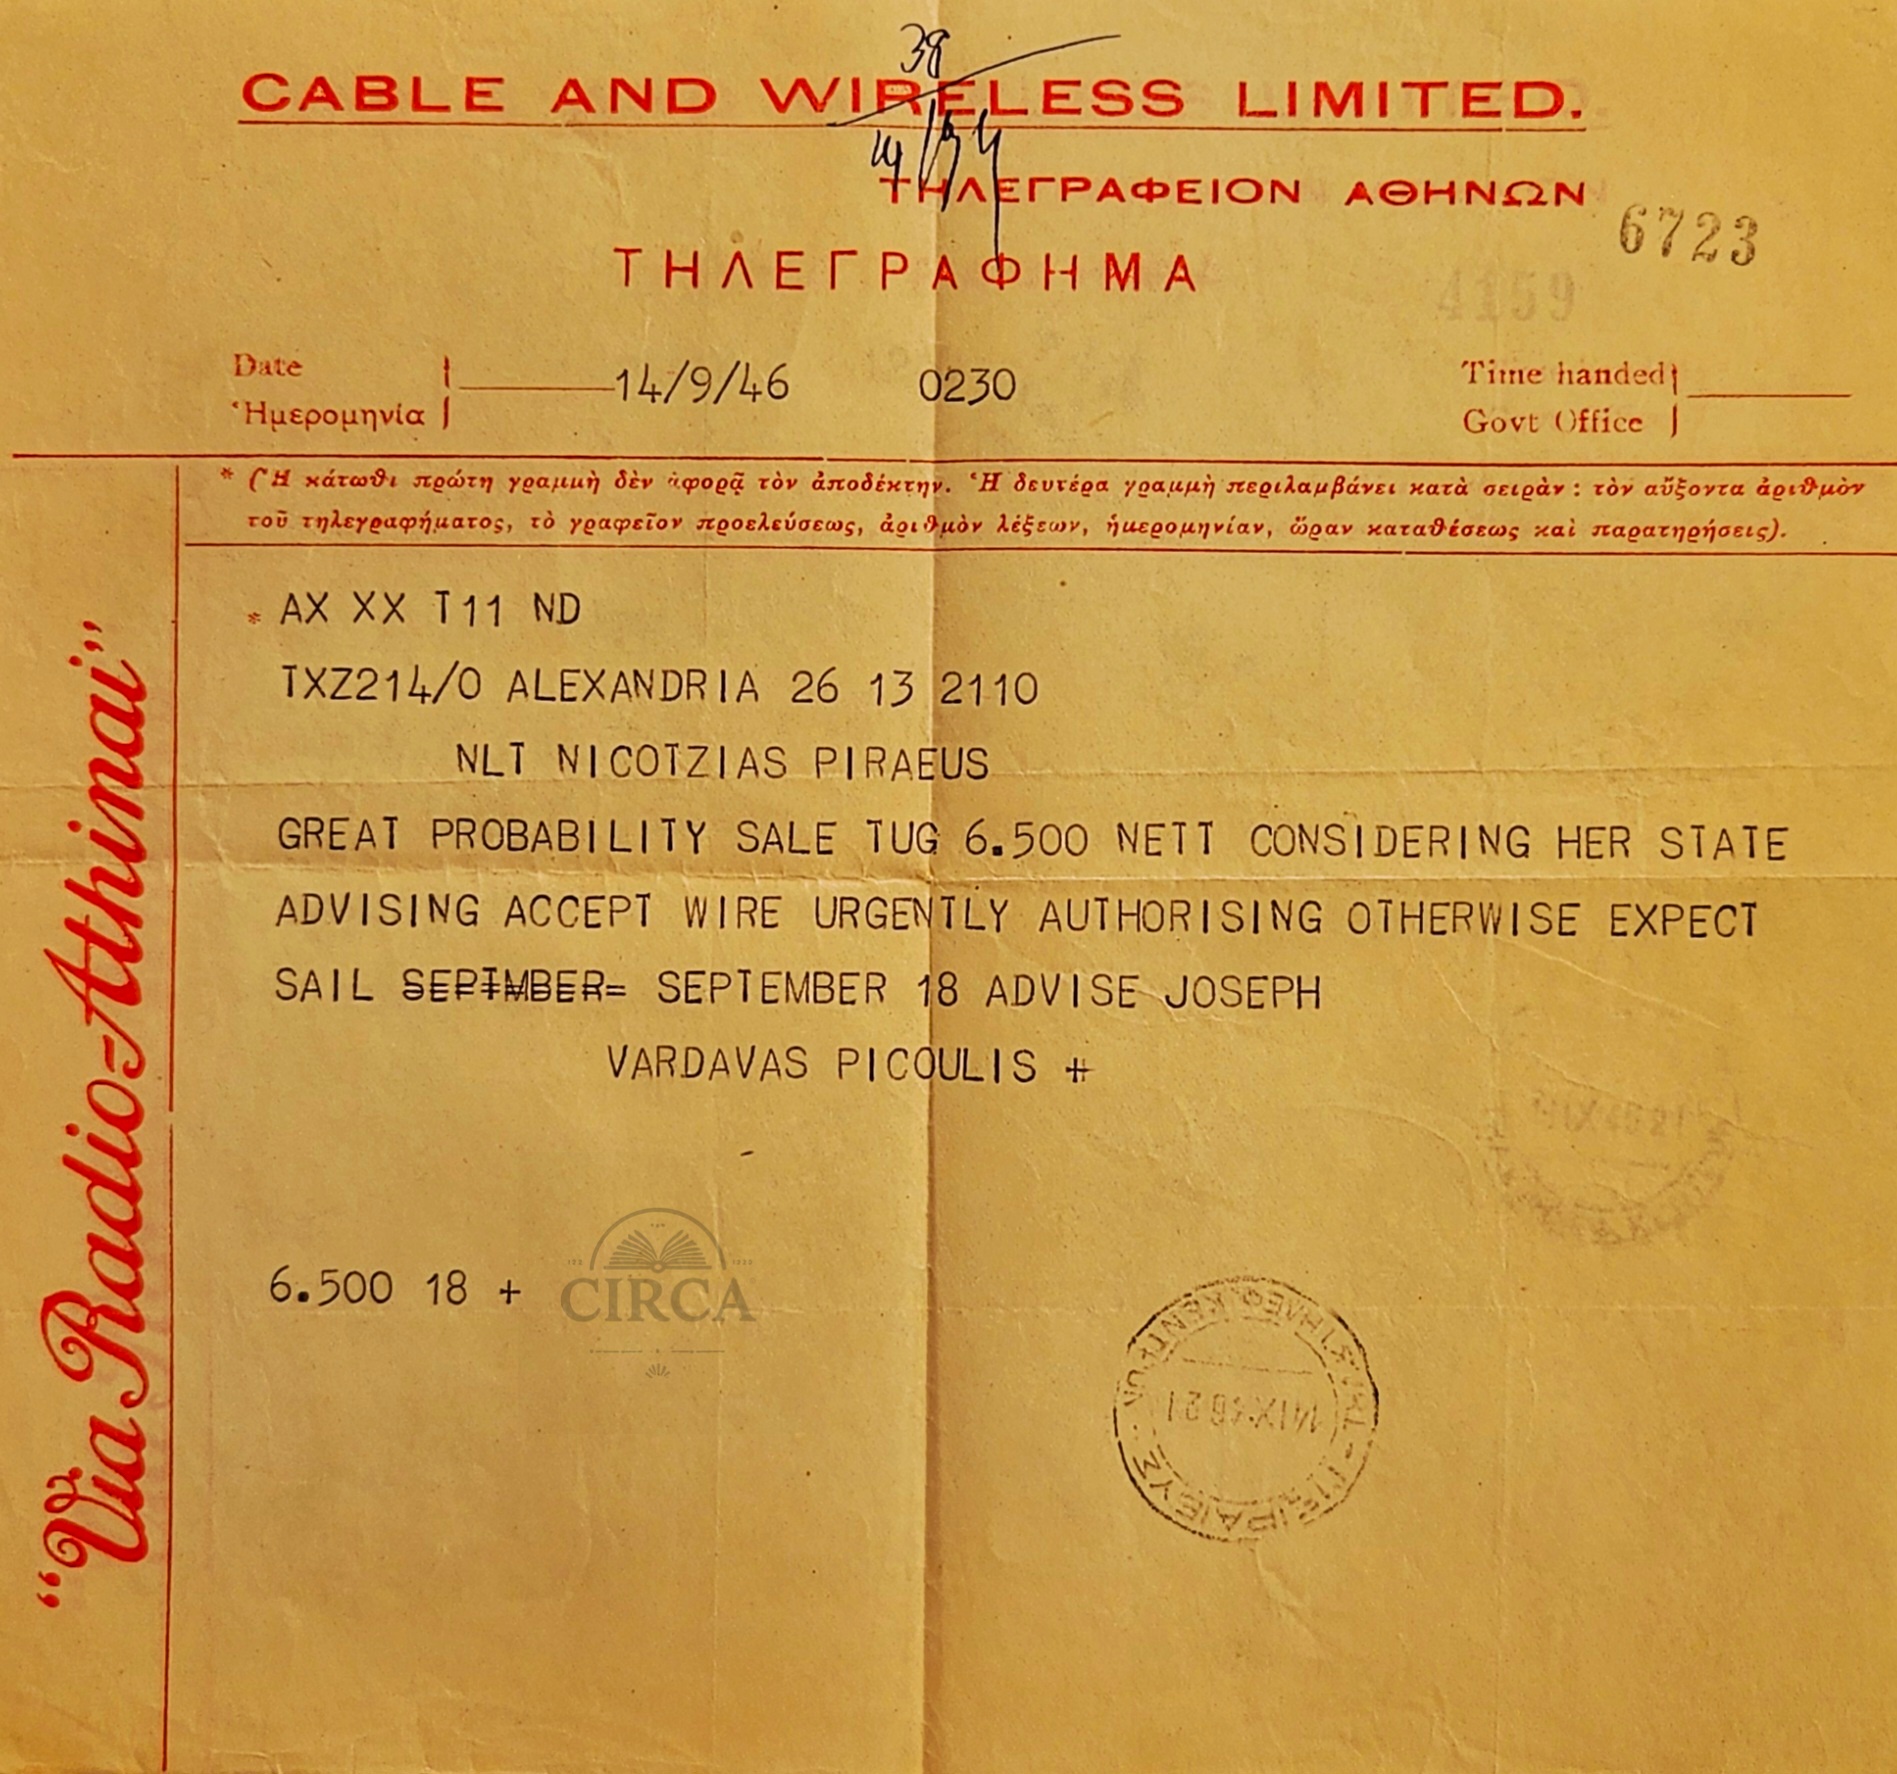 38
CABLE AND WIRELESS LIMITED.
ΤΗΛΕΓΡΑΦΕΙΟΝ ΑΘΗΝΩΝ
6723
ΤΗΛΕΓΡΑΦΗΜΑ
4159
Date
Ἡμερομηνία
14/9/46 0230
Time handed
Govt Office
* (Ἡ κάτωθι πρώτη γραμμὴ δὲν ἀφορᾷ τὸν ἀποδέκτην. Ἡ δευτέρα γραμμὴ περιλαμβάνει κατὰ σειρὰν : τὸν αὔξοντα ἀριθμὸν
τοῦ τηλεγραφήματος, τὸ γραφεῖον προελεύσεως, ἀριθμὸν λέξεων, ἡμερομηνίαν, ὥραν καταθέσεως καὶ παρατηρήσεις).
"Via Radio-Athinai"
* AX XX T11 ND
TXZ214/0 ALEXANDRIA 26 13 2110
NLT NICOTZIAS PIRAEUS
GREAT PROBABILITY SALE TUG 6.500 NETT CONSIDERING HER STATE
ADVISING ACCEPT WIRE URGENTLY AUTHORISING OTHERWISE EXPECT
SAIL SEPTMBER= SEPTEMBER 18 ADVISE JOSEPH
VARDAVAS PICOULIS +
6.500 18 +
CIRCA